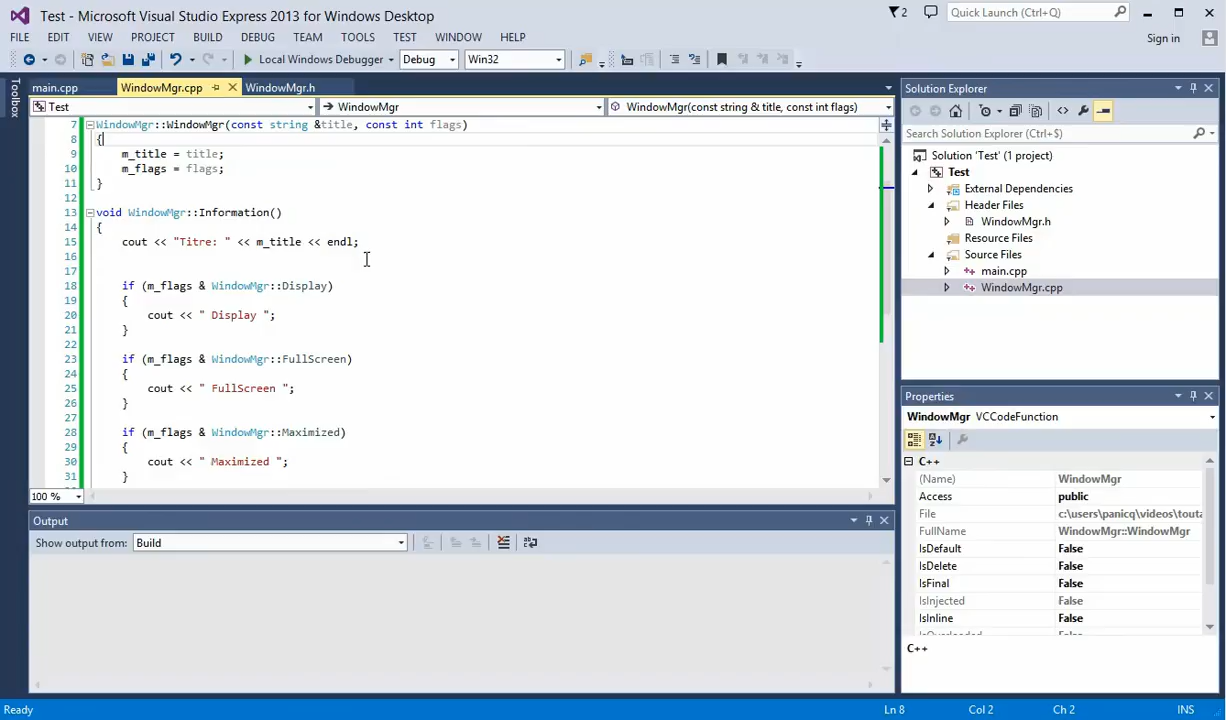 Test - Microsoft Visual Studio Express 2013 for Windows Desktop
2
Quick Launch (Ctrl+Q)
FILE EDIT VIEW PROJECT BUILD DEBUG TEAM TOOLS TEST WINDOW HELP
Sign in
Local Windows Debugger Debug Win32
Toolbox
main.cpp WindowMgr.cpp WindowMgr.h
Test WindowMgr WindowMgr(const string & title, const int flags)
7 WindowMgr::WindowMgr(const string &title, const int flags)
8 {
9 m_title = title;
10 m_flags = flags;
11 }
12
13 void WindowMgr::Information()
14 {
15 cout << "Titre: " << m_title << endl;
16
17
18 if (m_flags & WindowMgr::Display)
19 {
20 cout << " Display ";
21 }
22
23 if (m_flags & WindowMgr::FullScreen)
24 {
25 cout << " FullScreen ";
26 }
27
28 if (m_flags & WindowMgr::Maximized)
29 {
30 cout << " Maximized ";
31 }
100 %
Output
Show output from: Build
Solution Explorer
Search Solution Explorer (Ctrl+$)
Solution 'Test' (1 project)
Test
External Dependencies
Header Files
WindowMgr.h
Resource Files
Source Files
main.cpp
WindowMgr.cpp
Properties
WindowMgr VCCodeFunction
C++
(Name) WindowMgr
Access public
File c:\users\panicq\videos\touta
FullName WindowMgr::WindowMgr
IsDefault False
IsDelete False
IsFinal False
IsInjected False
IsInline False
IsOverloaded False
C++
Ready Ln 8 Col 2 Ch 2 INS